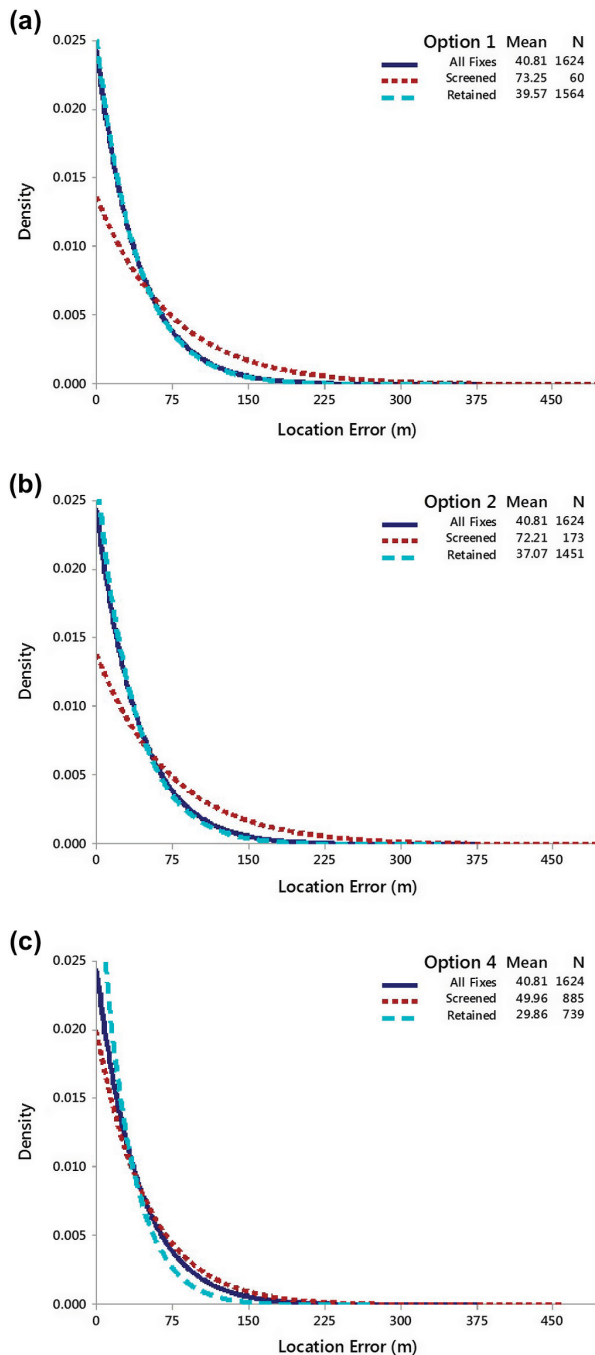 (a)
Option 1 Mean N
All Fixes 40.81 1624
Screened 73.25 60
Retained 39.57 1564
0.025
0.020
0.015
0.010
0.005
0.000
Density
0 75 150 225 300 375 450
Location Error (m)
(b)
Option 2 Mean N
All Fixes 40.81 1624
Screened 72.21 173
Retained 37.07 1451
0.025
0.020
0.015
0.010
0.005
0.000
Density
0 75 150 225 300 375 450
Location Error (m)
(c)
Option 4 Mean N
All Fixes 40.81 1624
Screened 49.96 885
Retained 29.86 739
0.025
0.020
0.015
0.010
0.005
0.000
Density
0 75 150 225 300 375 450
Location Error (m)